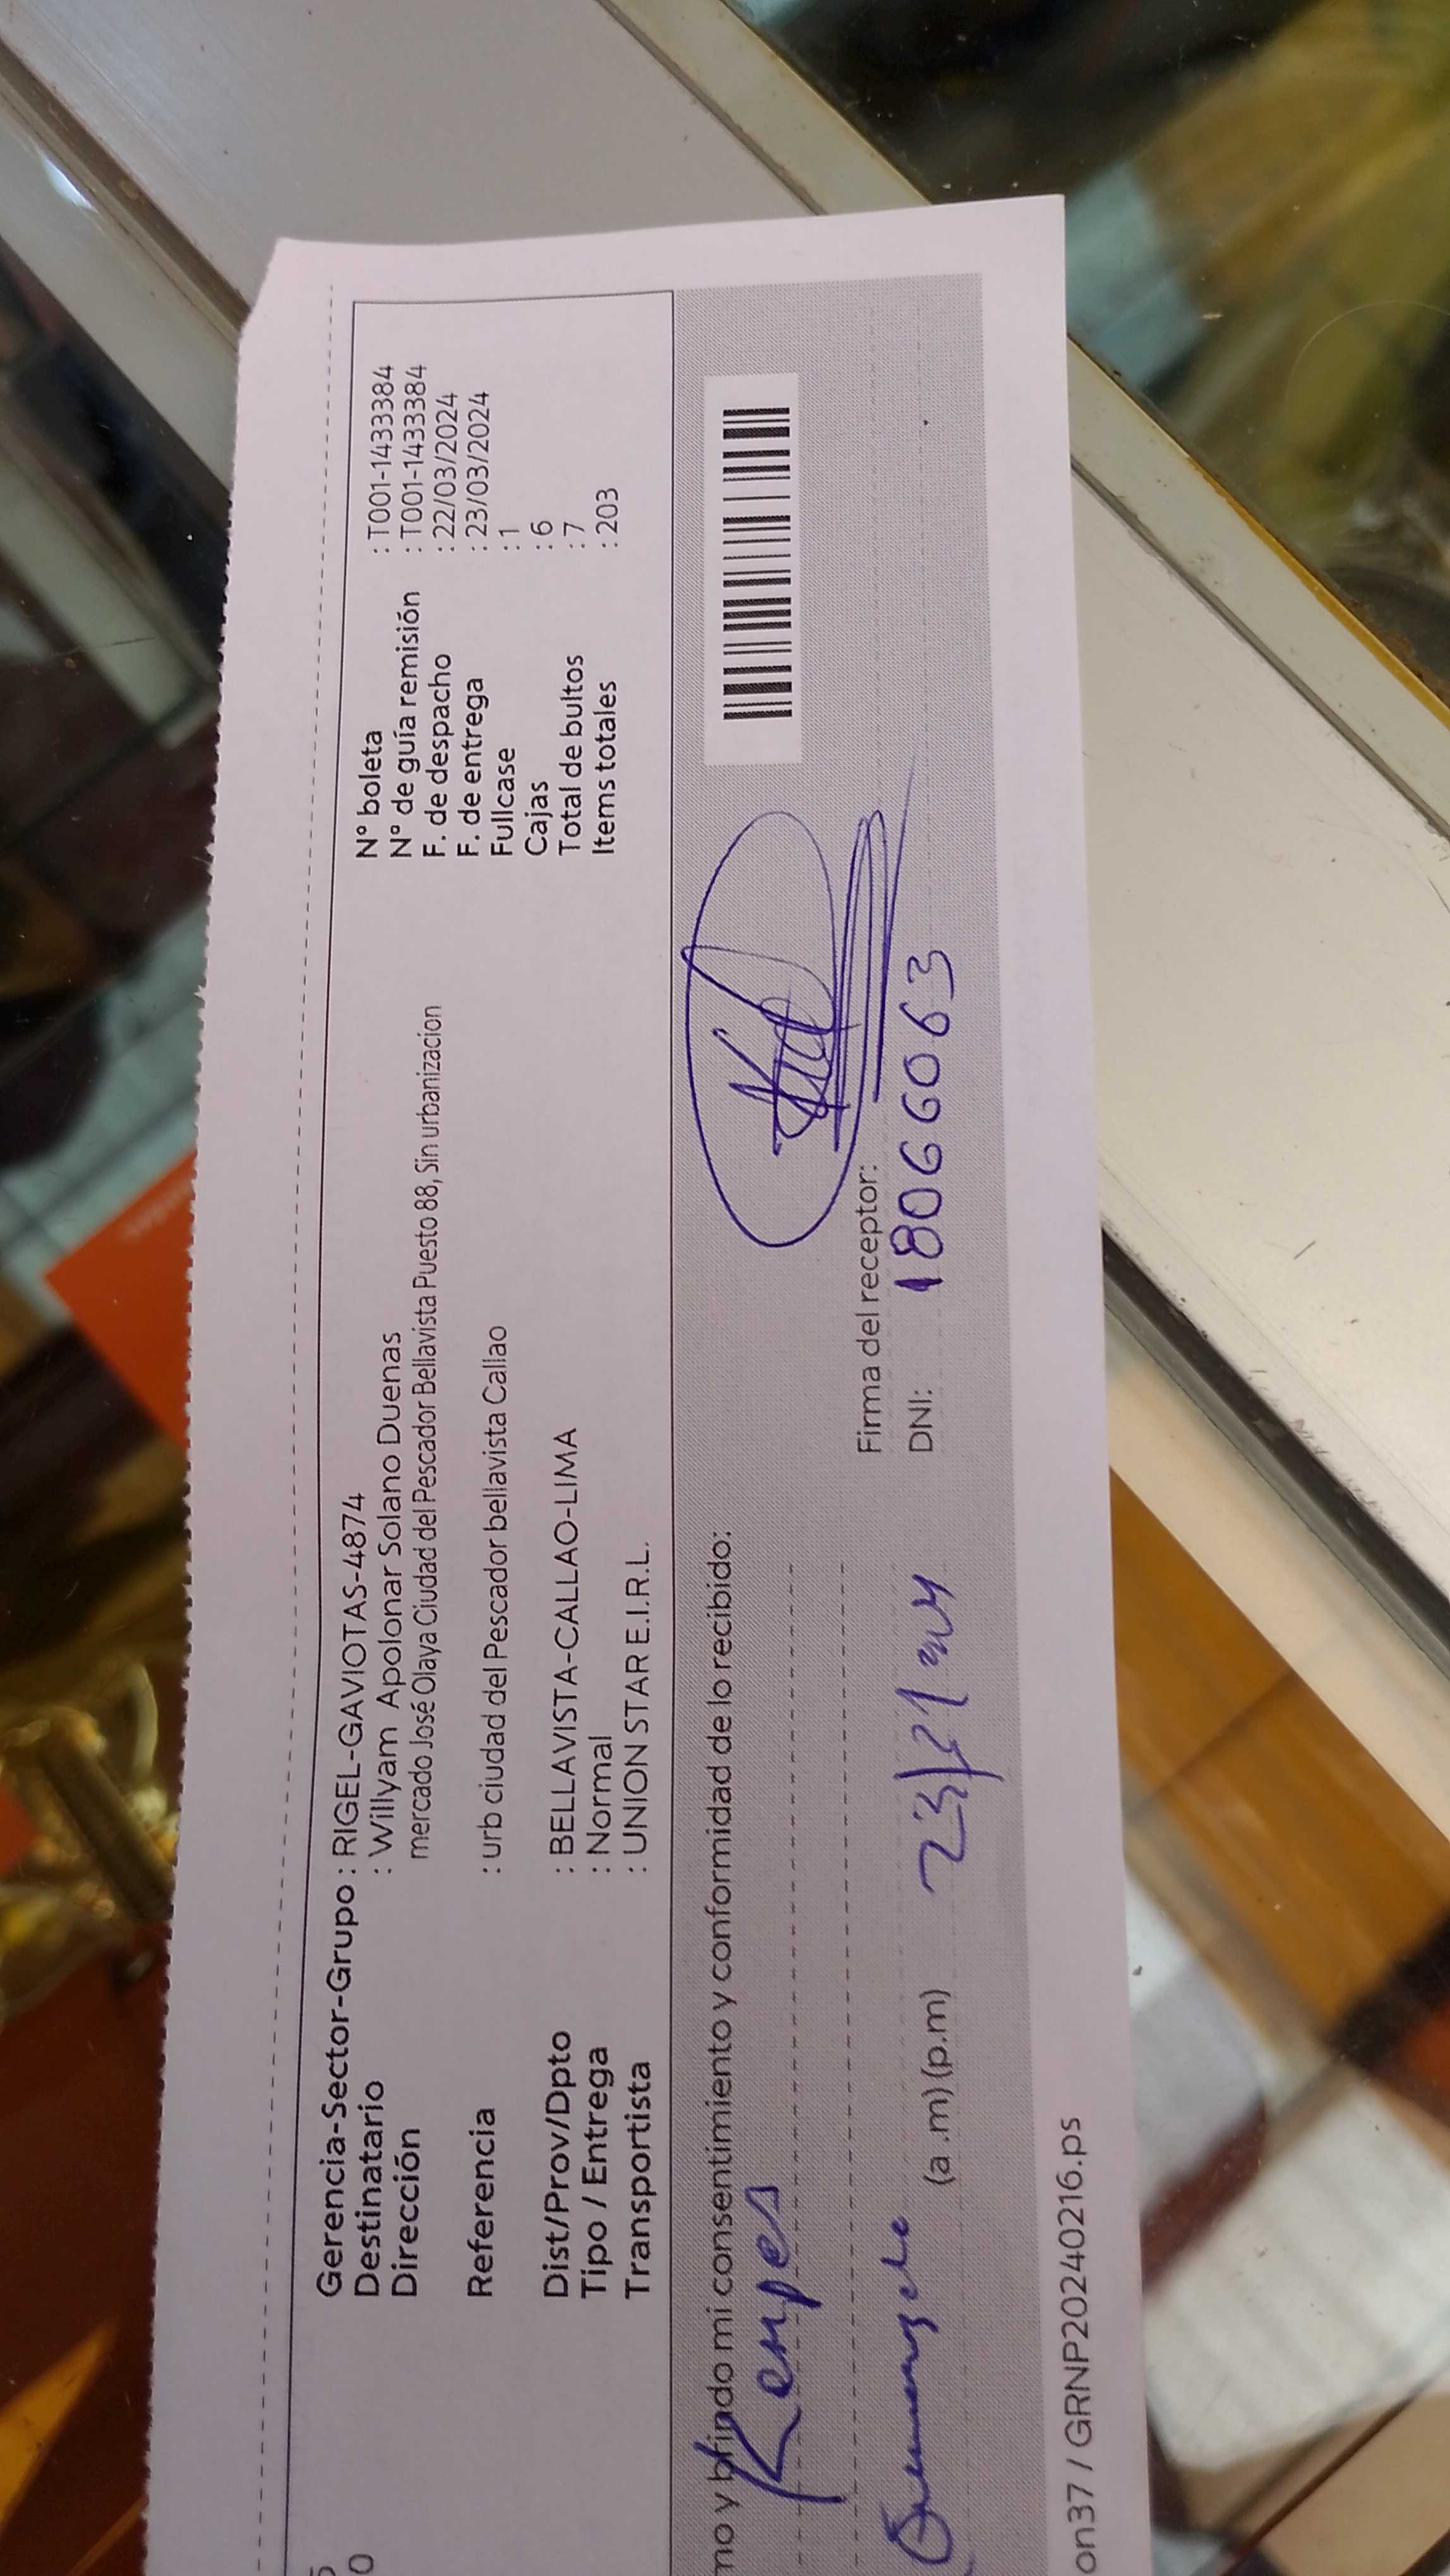 Gerencia-Sector-Grupo : RIGEL-GAVIOTAS-4874
Destinatario : Willyam Apolonar Solano Duenas
Dirección mercado José Olaya Ciudad del Pescador Bellavista Puesto 88, Sin urbanizacion
Referencia : urb ciudad del Pescador bellavista Callao
Dist/Prov/Dpto : BELLAVISTA-CALLAO-LIMA
Tipo / Entrega : Normal
Transportista : UNION STAR E.I.R.L.
N° boleta : T001-1433384
N° de guía remisión : T001-1433384
F. de despacho : 22/03/2024
F. de entrega : 23/03/2024
Fullcase : 1
Cajas : 6
Total de bultos : 7
Items totales : 203
mo y brindo mi consentimiento y conformidad de lo recibido:
Firma del receptor:
(a .m) (p.m)
DNI: 18066063
on37 / GRNP20240216.ps